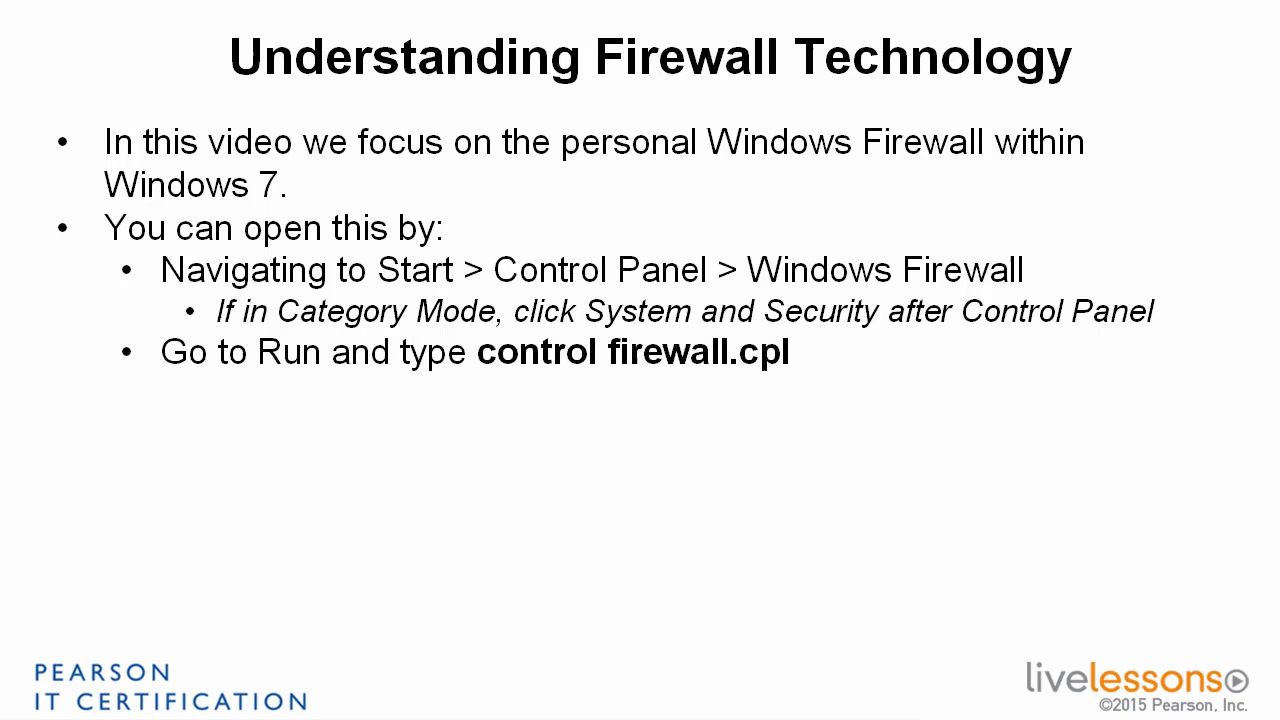 Understanding Firewall Technology
• In this video we focus on the personal Windows Firewall within
Windows 7.
• You can open this by:
• Navigating to Start > Control Panel > Windows Firewall
• If in Category Mode, click System and Security after Control Panel
• Go to Run and type control firewall.cpl
PEARSON
IT CERTIFICATION
livelessons
©2015 Pearson, Inc.